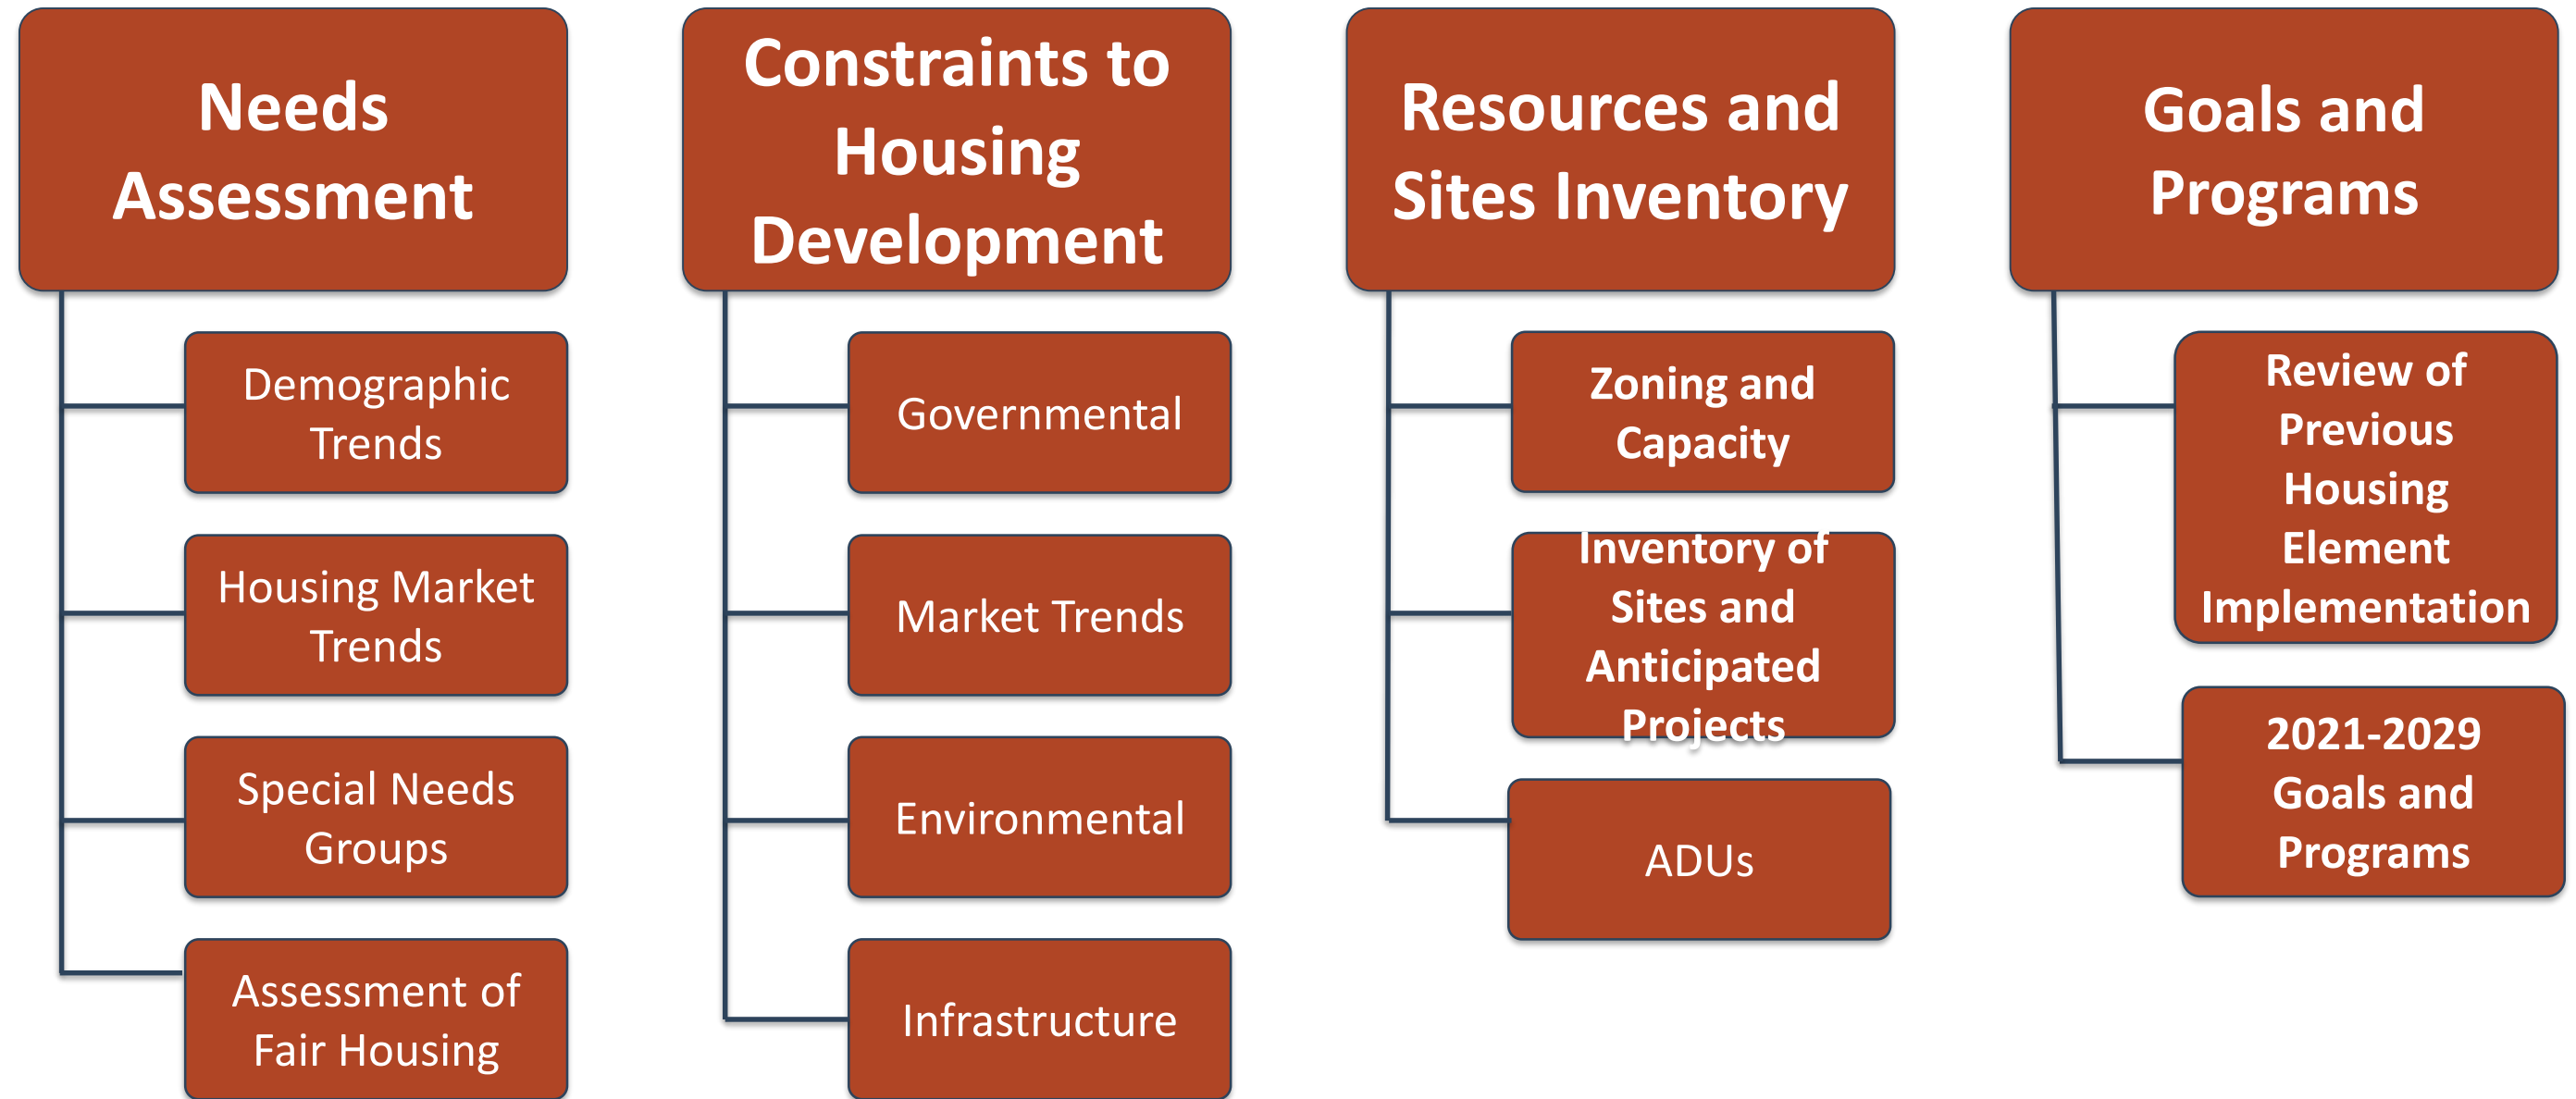 Needs
Assessment
Demographic
Trends
Housing Market
Trends
Special Needs
Groups
Assessment of
Fair Housing
Constraints to
Housing
Development
Governmental
Market Trends
Environmental
Infrastructure
Resources and
Sites Inventory
Zoning and
Capacity
Inventory of
Sites and
Anticipated
Projects
ADUs
Goals and
Programs
Review of
Previous
Housing
Element
Implementation
2021-2029
Goals and
Programs